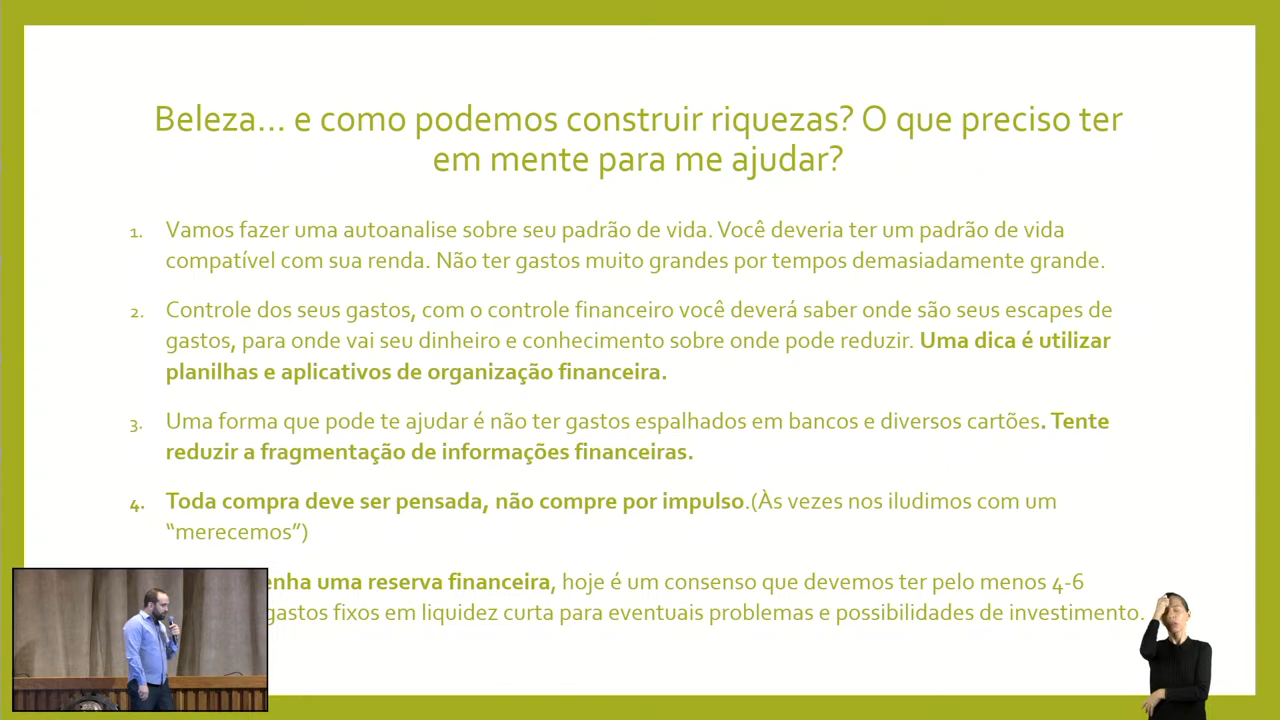 Beleza... e como podemos construir riquezas? O que preciso ter
em mente para me ajudar?
1. Vamos fazer uma autoanalise sobre seu padrão de vida. Você deveria ter um padrão de vida
compatível com sua renda. Não ter gastos muito grandes por tempos demasiadamente grande.
2. Controle dos seus gastos, com o controle financeiro você deverá saber onde são seus escapes de
gastos, para onde vai seu dinheiro e conhecimento sobre onde pode reduzir. Uma dica é utilizar
planilhas e aplicativos de organização financeira.
3. Uma forma que pode te ajudar é não ter gastos espalhados em bancos e diversos cartões. Tente
reduzir a fragmentação de informações financeiras.
4. Toda compra deve ser pensada, não compre por impulso.(Às vezes nos iludimos com um
“merecemos”)
uma reserva financeira, hoje é um consenso que devemos ter pelo menos 4-6
gastos fixos em liquidez curta para eventuais problemas e possibilidades de investimento.